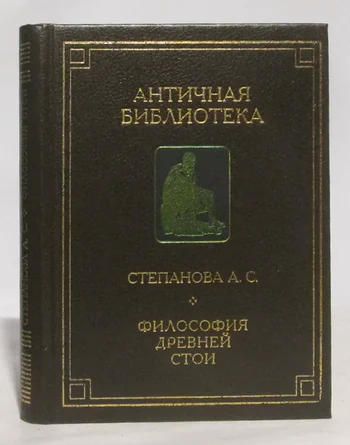 АНТИЧНАЯ
БИБЛИОТЕКА
СТЕПАНОВА А. С.
ФИЛОСОФИЯ
ДРЕВНЕЙ
СТОИ